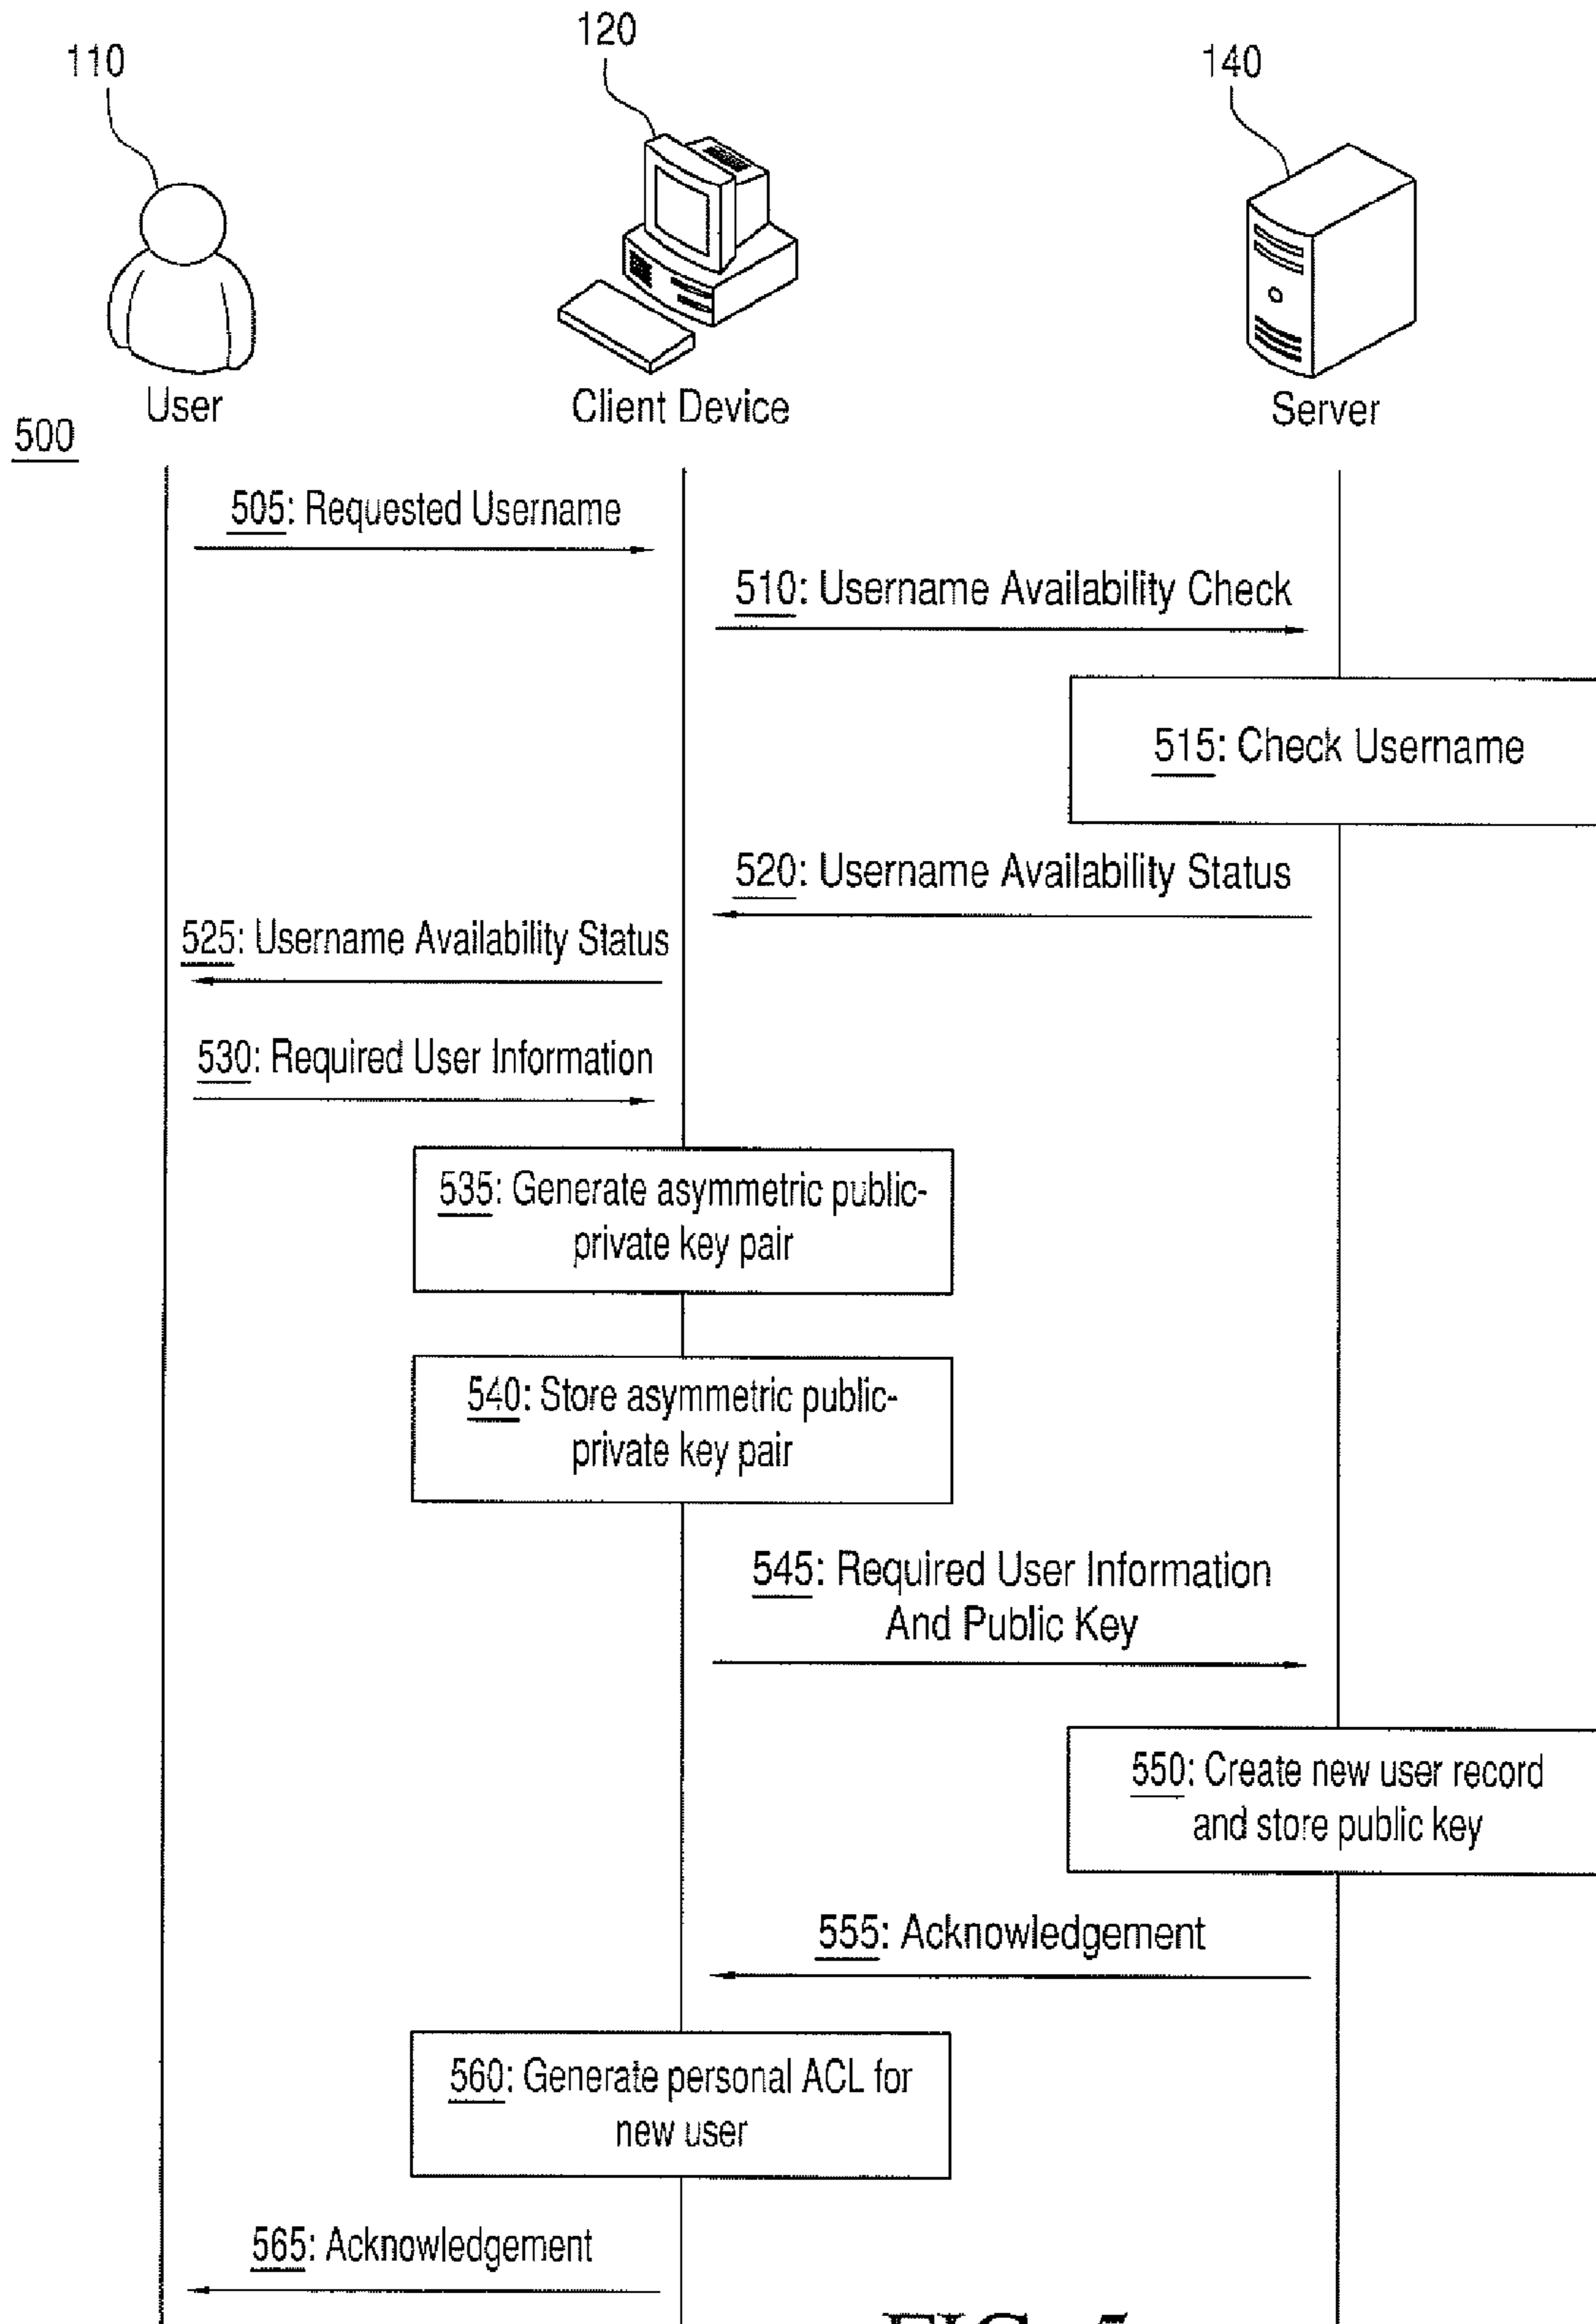 110
120
140
User
Client Device
Server
500
505: Requested Username
510: Username Availability Check
515: Check Username
520: Username Availability Status
525: Username Availability Status
530: Required User Information
535: Generate asymmetric public-
private key pair
540: Store asymmetric public-
private key pair
545: Required User Information
And Public Key
550: Create new user record
and store public key
555: Acknowledgement
560: Generate personal ACL for
new user
565: Acknowledgement